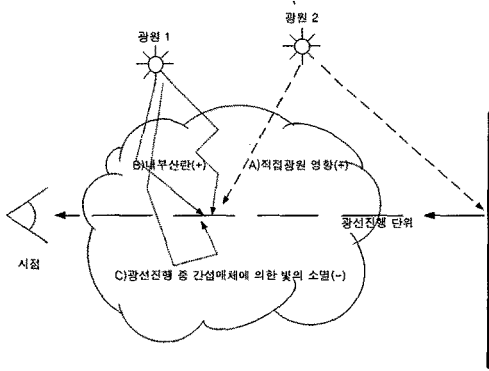 광원 2
광원 1
B)내부산란(+)
A)직접광원 영향(+)
광선진행 단위
시점
C)광선진행 중 간섭매체에 의한 빛의 소멸(-)